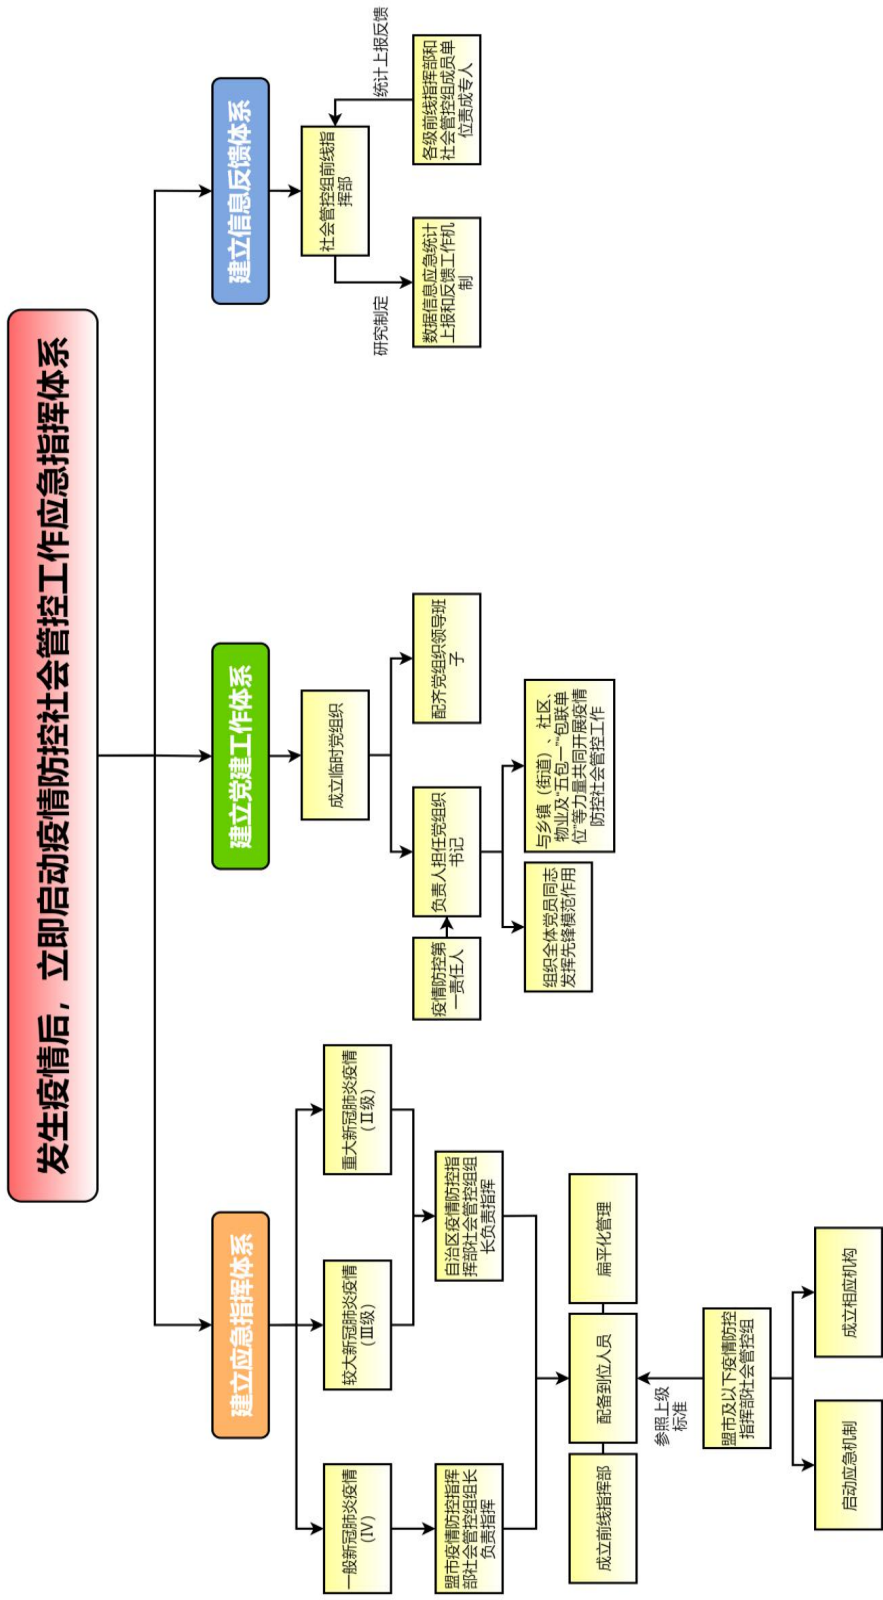 发生疫情后，立即启动疫情防控社会管控工作应急指挥体系
建立应急指挥体系
一般新冠肺炎疫情
(IV)
较大新冠肺炎疫情
(Ⅲ级)
重大新冠肺炎疫情
(Ⅱ级)
盟市疫情防控指挥
部社会管控组组长
负责指挥
自治区疫情防控指
挥部社会管控组组
长负责指挥
成立前线指挥部
配备到位人员
扁平化管理
参照上级
标准
盟市及以下疫情防控
指挥部社会管控组
启动应急机制
成立相应机构
建立党建工作体系
成立临时党组织
疫情防控第
一责任人
负责人担任党组织
书记
配齐党组织领导班
子
组织全体党员同志
发挥先锋模范作用
与乡镇（街道）、社区、
物业及“五包一”“包联单
位”等力量共同开展疫情
防控社会管控工作
建立信息反馈体系
社会管控组前线指
挥部
研究制定
统计上报反馈
数据信息应急统计
上报和反馈工作机
制
各级前线指挥部和
社会管控组成员单
位责成专人